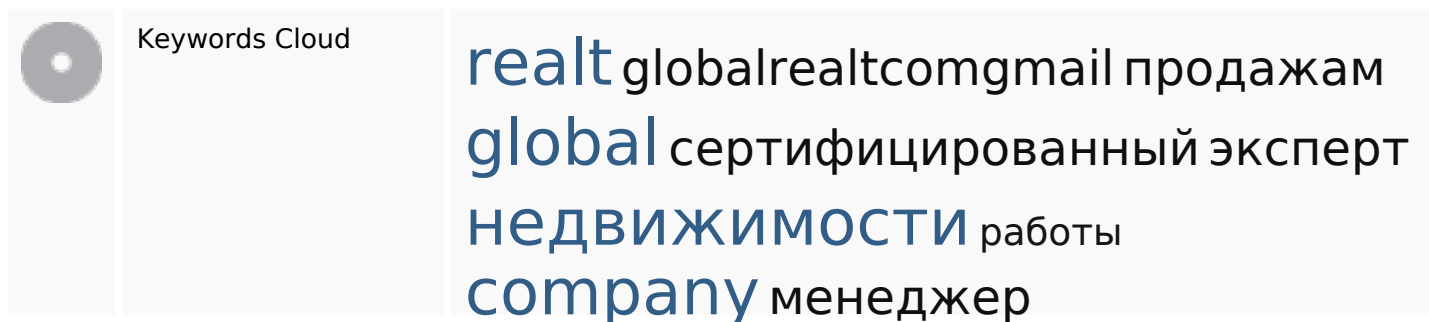 Keywords Cloud
realt globalrealtcomgmail продажам
global сертифицированный эксперт
недвижимости работы
company менеджер